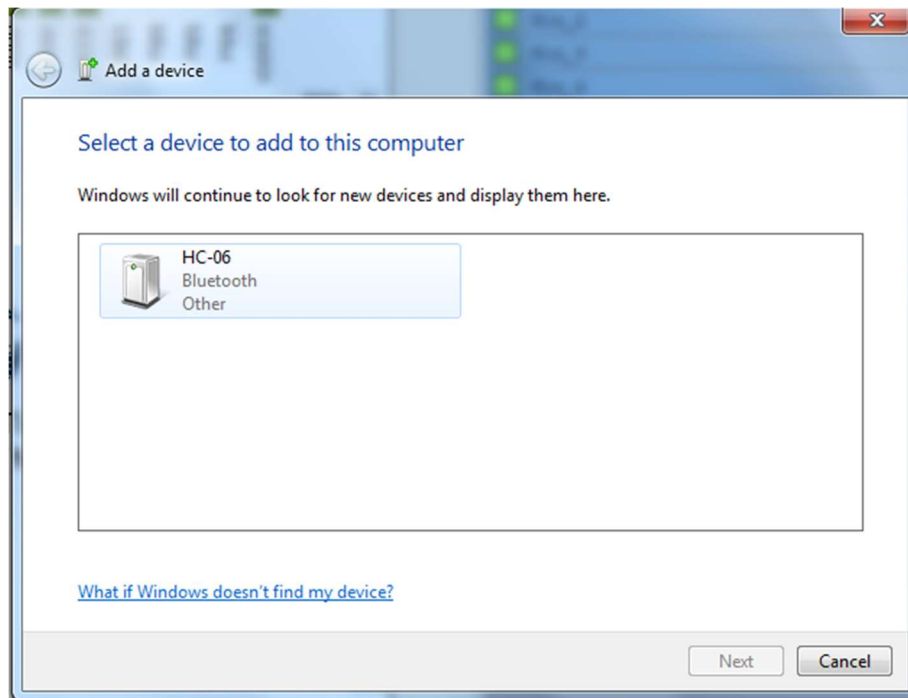 Add a device
Select a device to add to this computer
Windows will continue to look for new devices and display them here.
HC-06
Bluetooth
Other
What if Windows doesn't find my device?
Next
Cancel